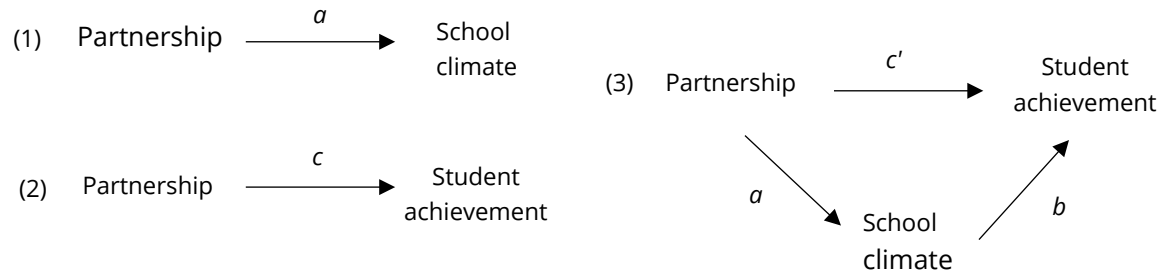 (1) Partnership a School
climate
(2) Partnership c Student
achievement
(3) Partnership c' Student
achievement
a b
School
climate